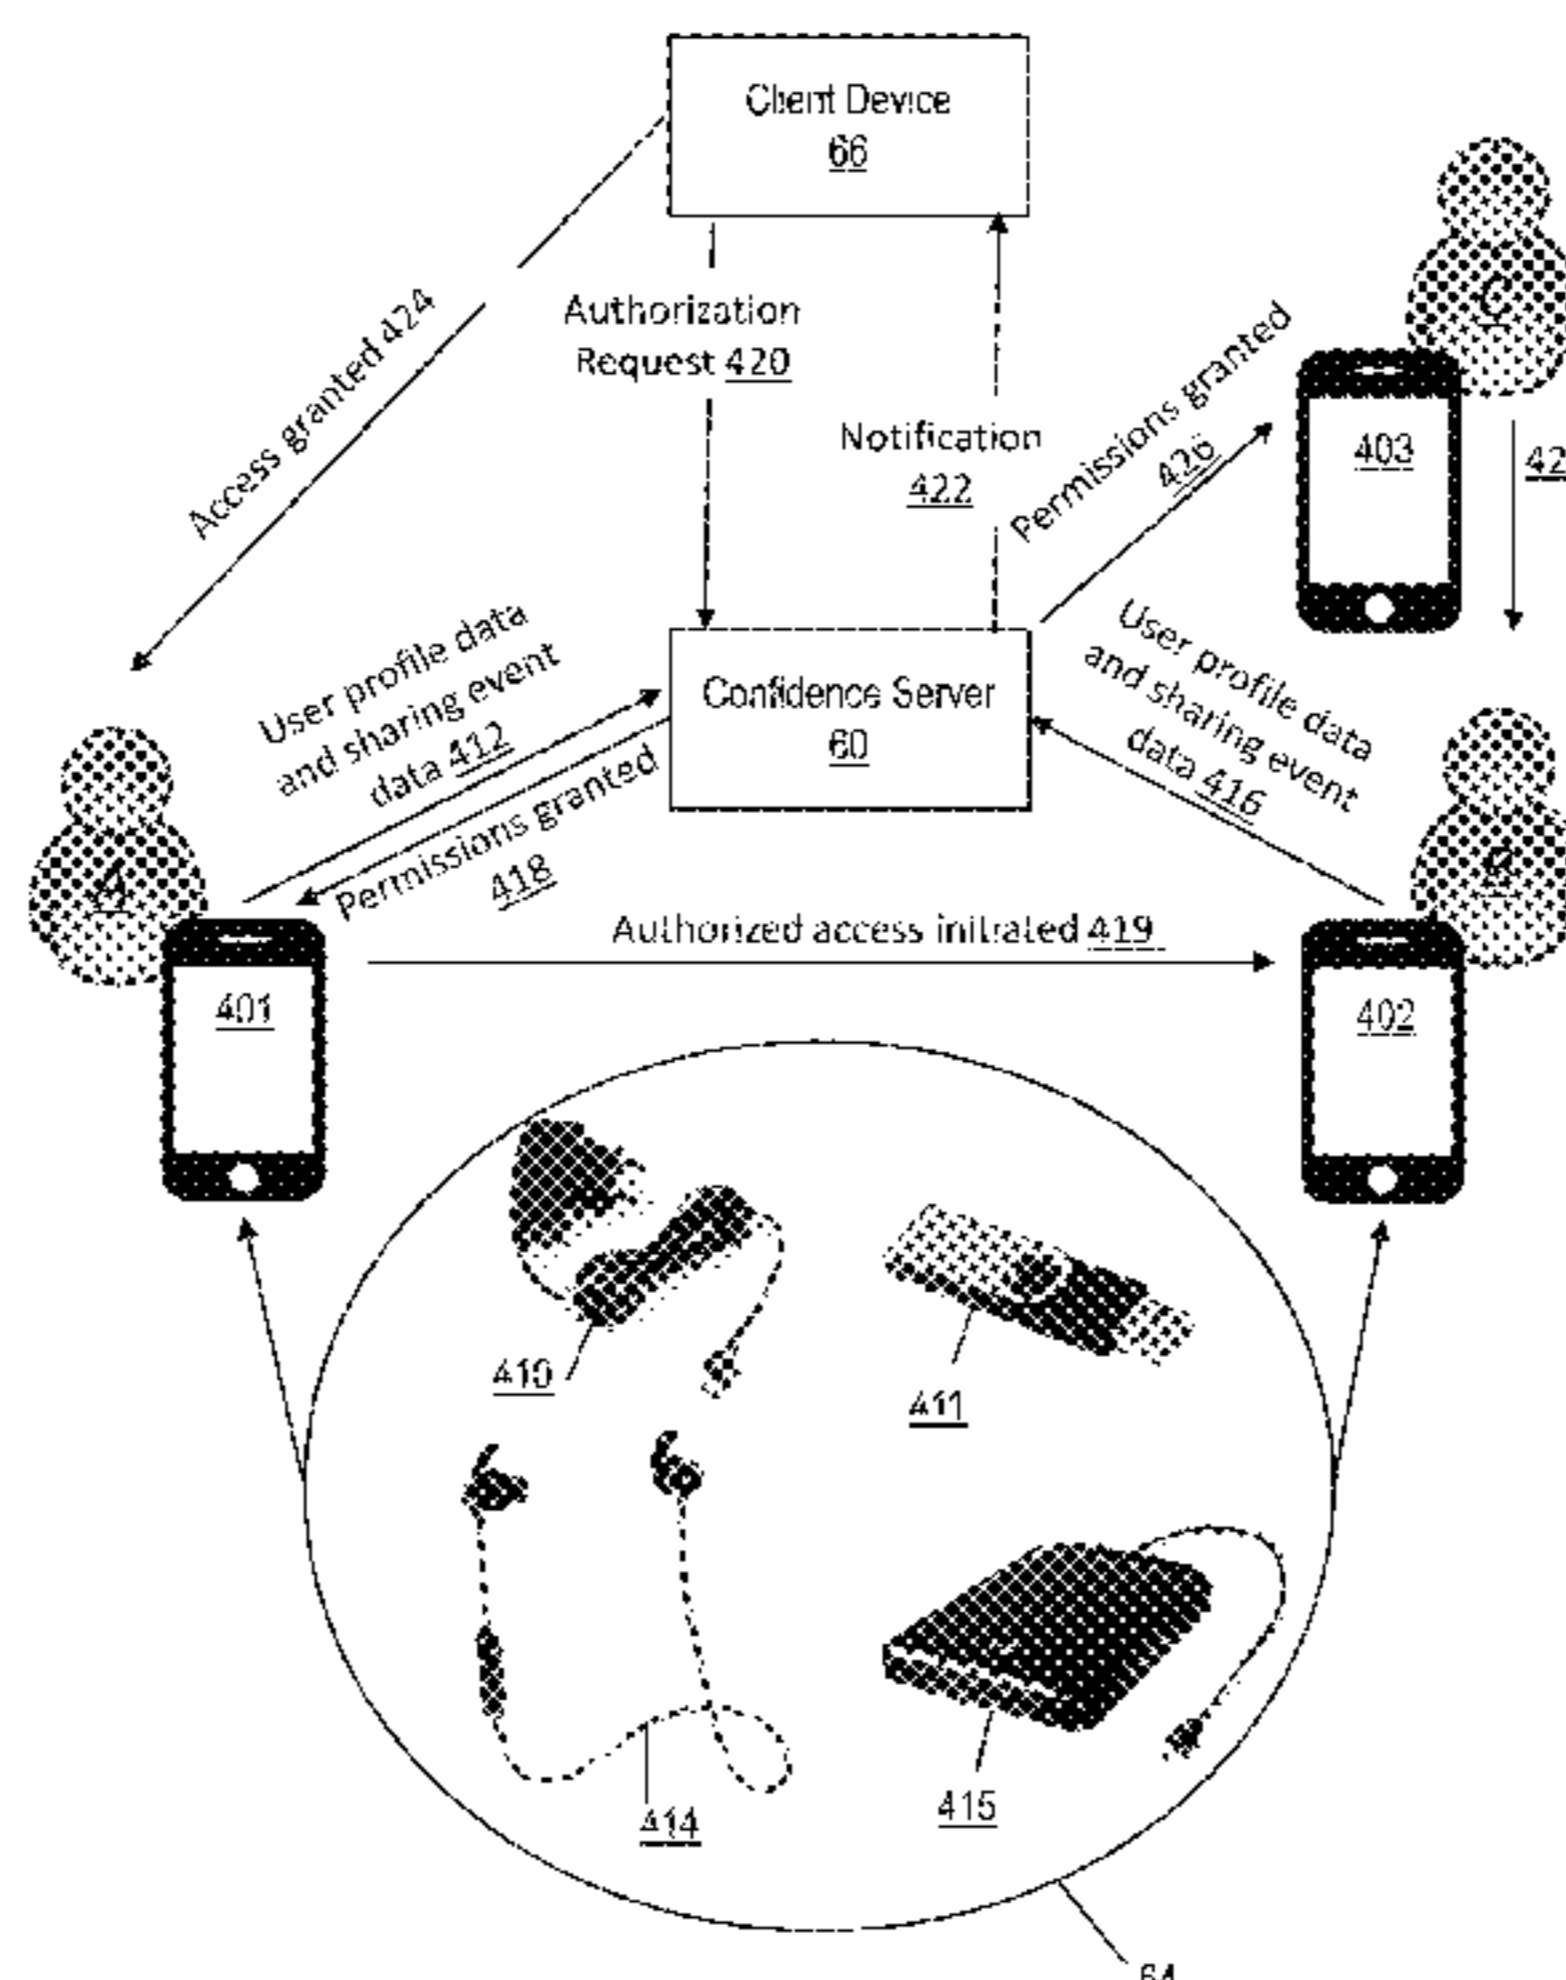 Client Device
66
Access granted 424
Authorization
Request 420
Notification
422
Permissions granted
426
C
403
User profile data
and sharing event
data 412
Confidence Server
60
User profile data
and sharing event
data 416
Permissions granted
418
A
B
Authorized access initiated 419
401
402
410
411
414
415
64